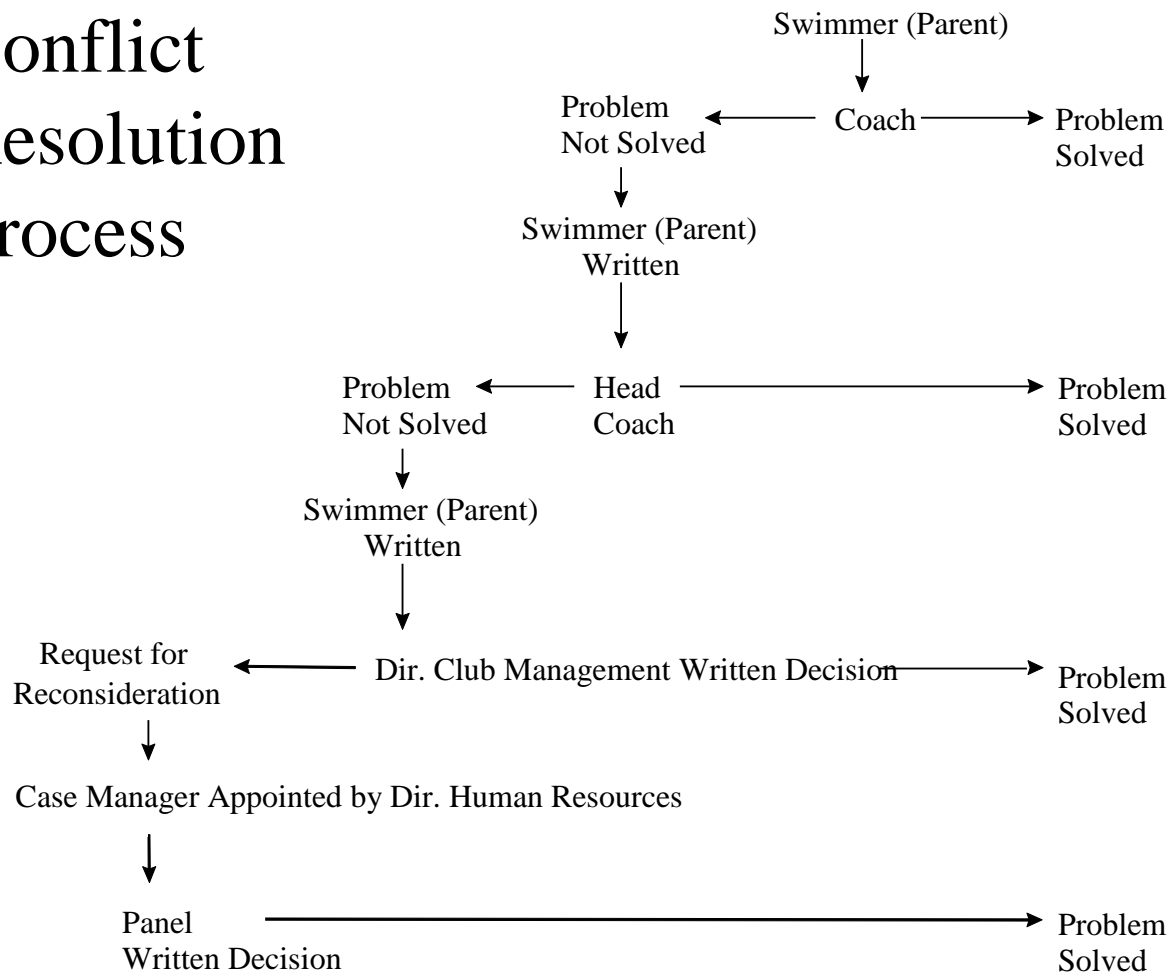 onflict
esolution
rocess
Swimmer (Parent)
Problem
Not Solved
Coach
Problem
Solved
Swimmer (Parent)
Written
Problem
Not Solved
Head
Coach
Problem
Solved
Swimmer (Parent)
Written
Request for
Reconsideration
Dir. Club Management Written Decision
Problem
Solved
Case Manager Appointed by Dir. Human Resources
Panel
Written Decision
Problem
Solved